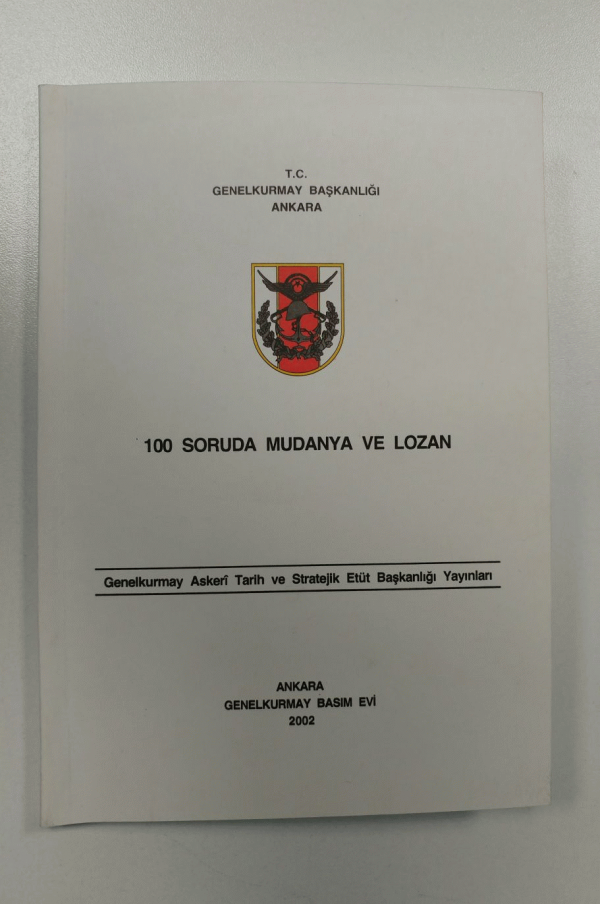 T.C.
GENELKURMAY BAŞKANLIĞI
ANKARA
100 SORUDA MUDANYA VE LOZAN
Genelkurmay Askerî Tarih ve Stratejik Etüt Başkanlığı Yayınları
ANKARA
GENELKURMAY BASIM EVİ
2002